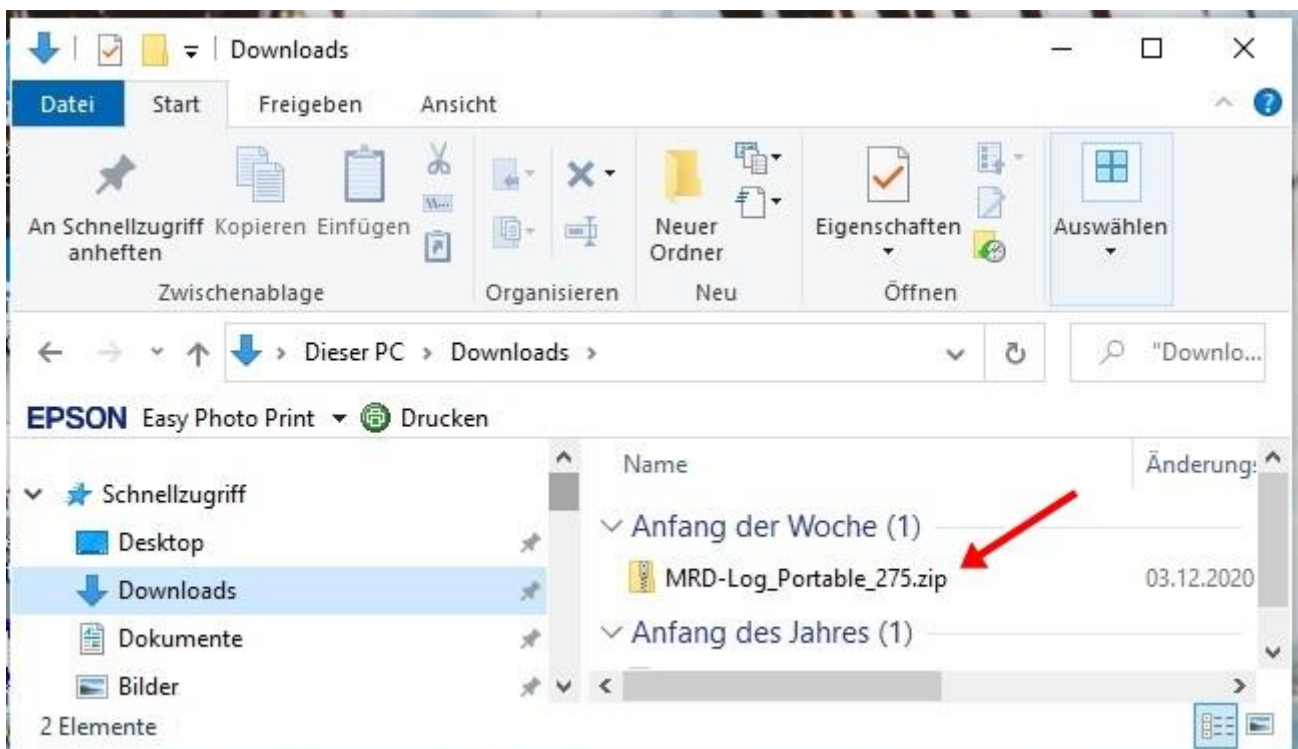 Downloads
Datei Start Freigeben Ansicht
An Schnellzugriff anheften
Kopieren
Einfügen
Neuer Ordner
Eigenschaften
Auswählen
Zwischenablage Organisieren Neu Öffnen
Dieser PC > Downloads >
"Downlo...
EPSON Easy Photo Print Drucken
Name Änderung:
Schnellzugriff
Desktop
Downloads
Dokumente
Bilder
Anfang der Woche (1)
MRD-Log_Portable_275.zip 03.12.2020
Anfang des Jahres (1)
2 Elemente